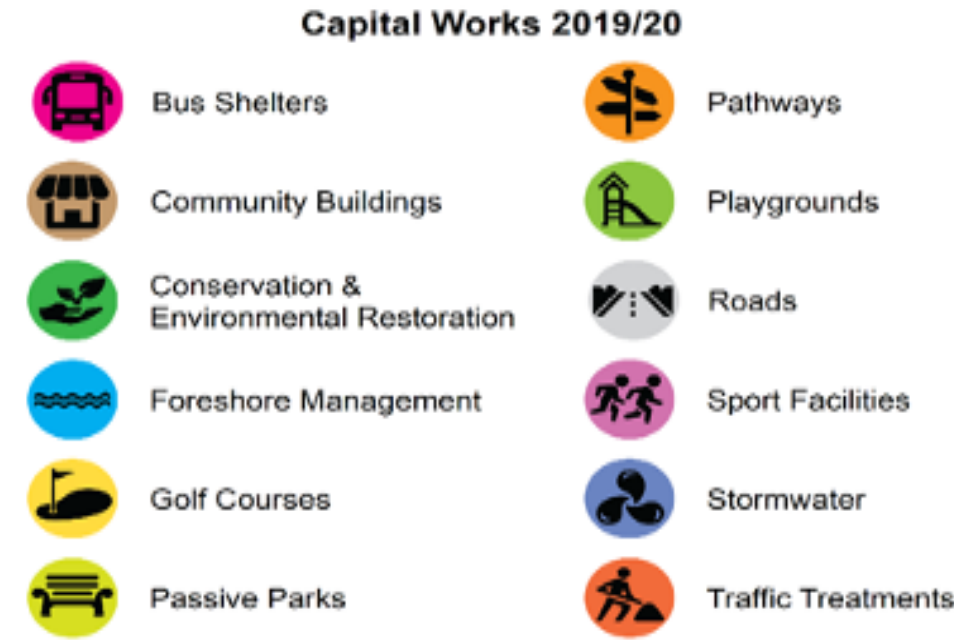 Capital Works 2019/20
Bus Shelters
Community Buildings
Conservation &
Environmental Restoration
Foreshore Management
Golf Courses
Passive Parks
Pathways
Playgrounds
Roads
Sport Facilities
Stormwater
Traffic Treatments